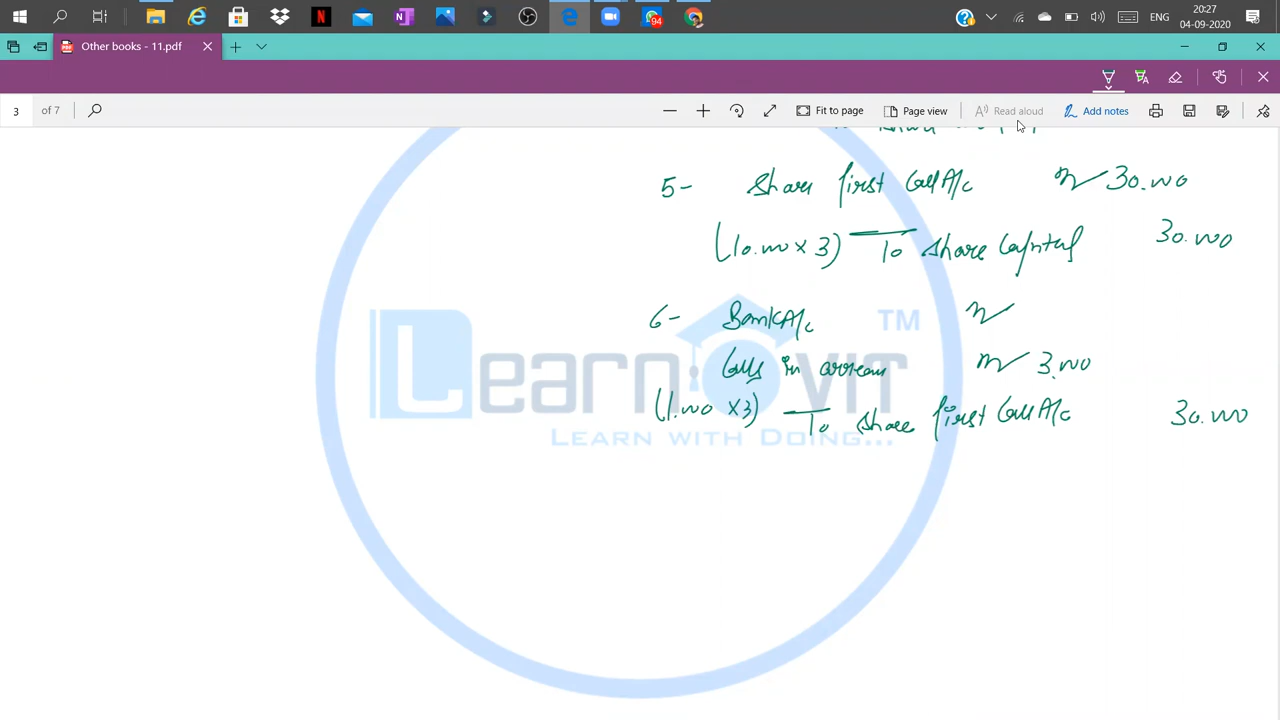 20:27
ENG
04-09-2020
94
Other books - 11.pdf
3 of 7 Fit to page Page view Read aloud Add notes
5- Share first Call A/c Dr 30.000
(10.000 × 3) To Share Capital 30.000
6- Bank A/c Dr
Calls in arrears Dr 3.000
(1.000 × 3) To Share first Call A/c 30.000
Learn VIT TM
LEARN WITH DOING...